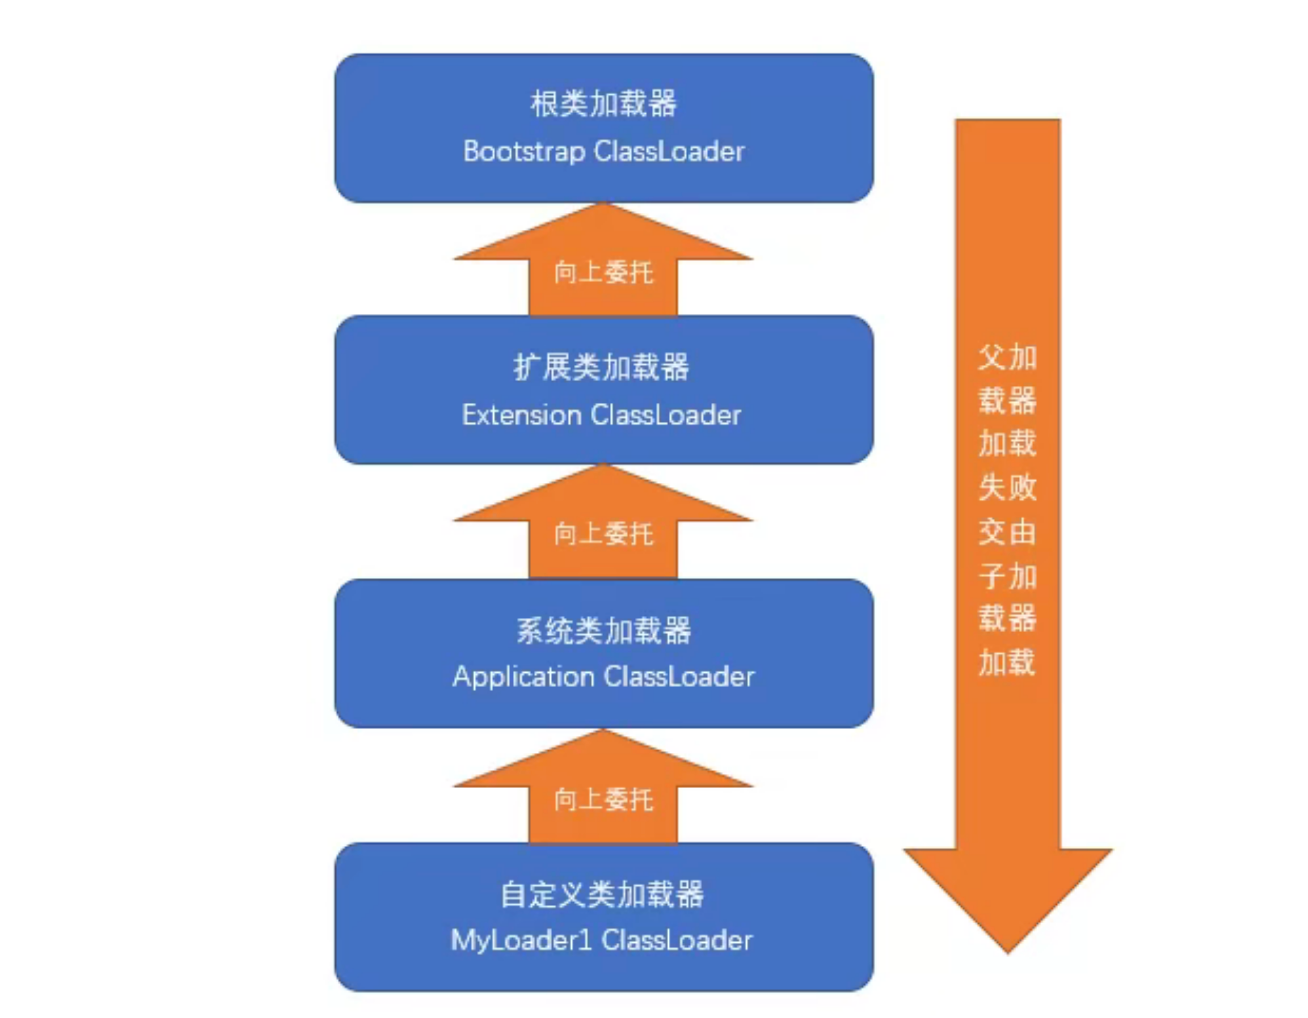 根类加载器
Bootstrap ClassLoader
向上委托
扩展类加载器
Extension ClassLoader
向上委托
系统类加载器
Application ClassLoader
向上委托
自定义类加载器
MyLoader1 ClassLoader
父加
载器
加载
失败
交由
子加
载器
加载